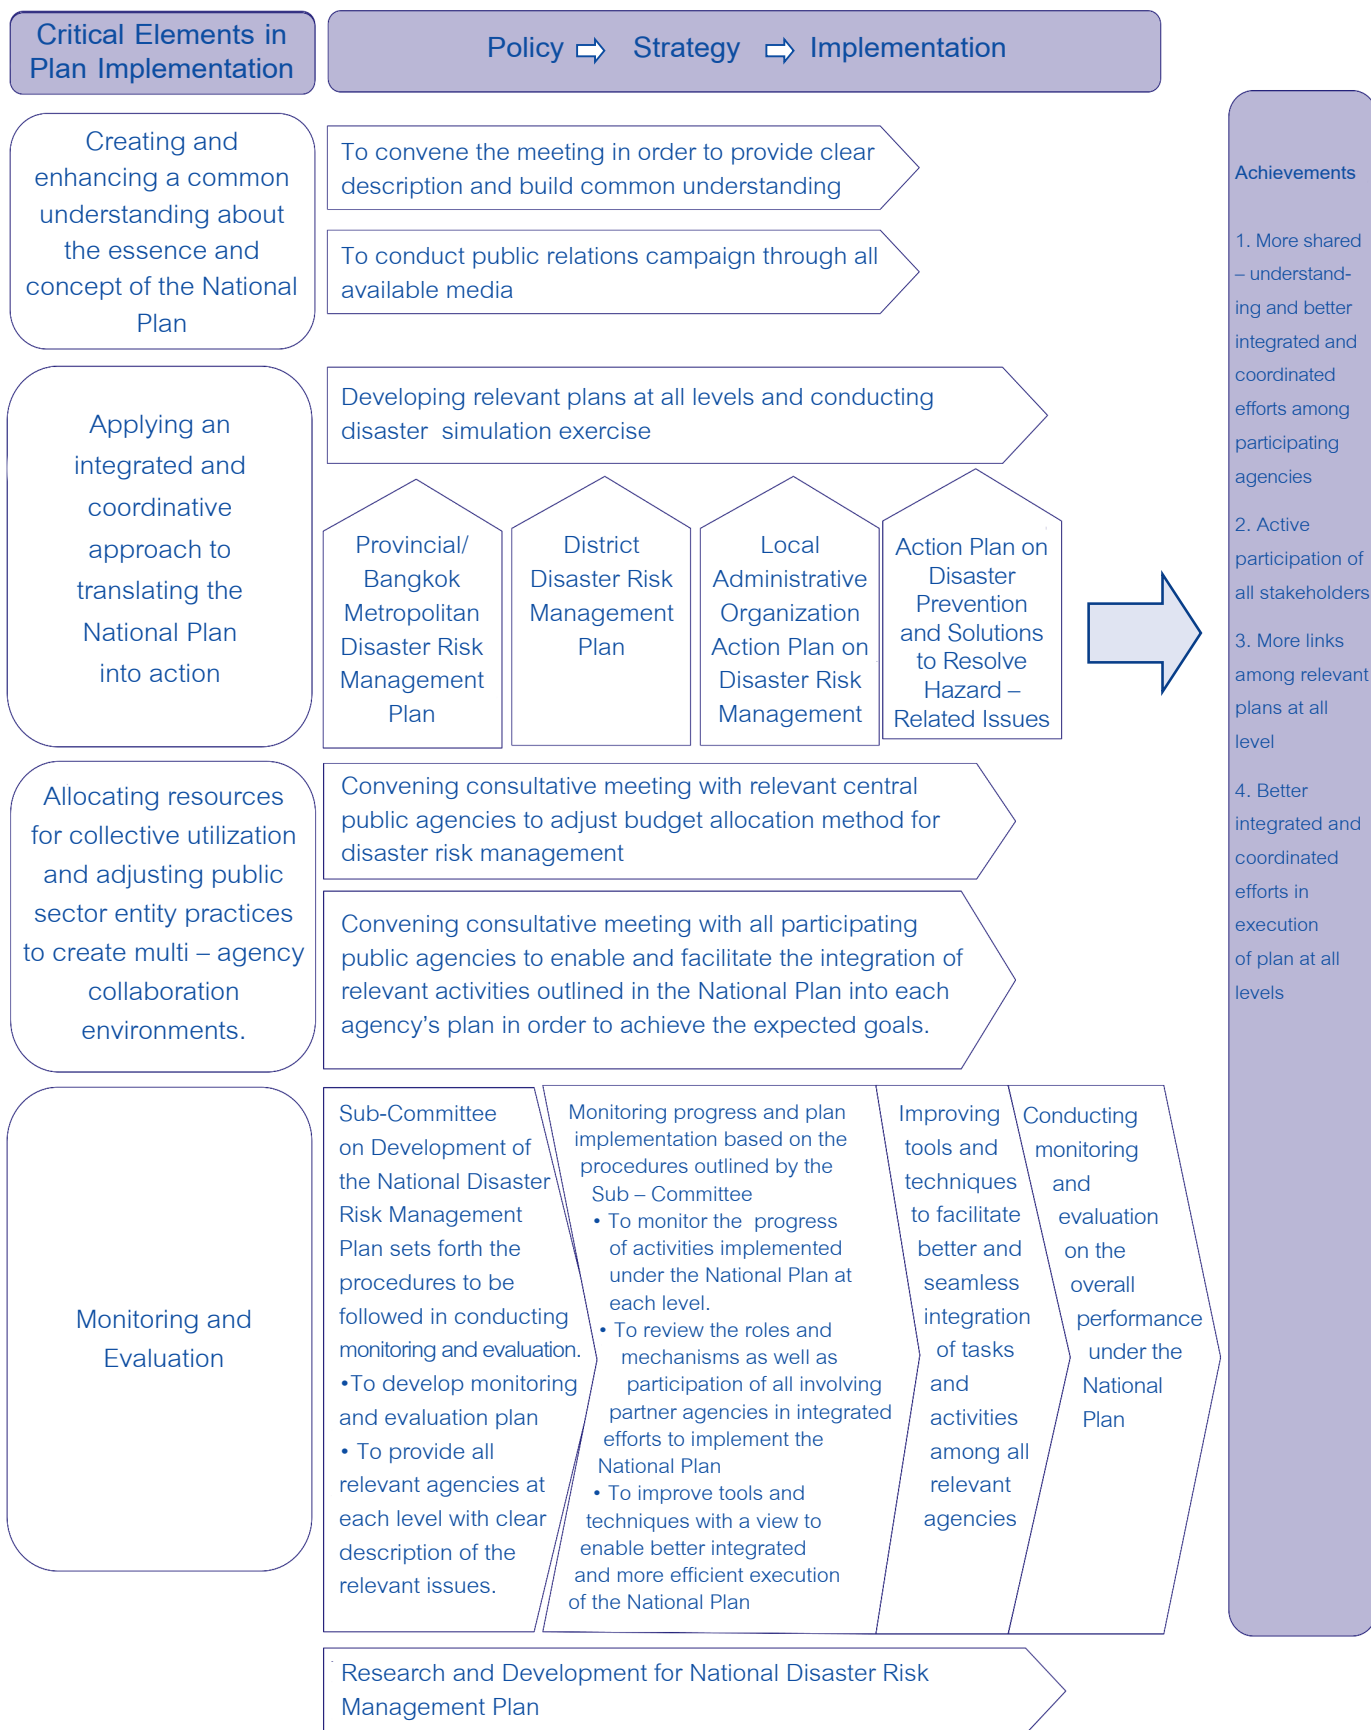 Critical Elements in
Plan Implementation
Policy ⇨ Strategy ⇨ Implementation
Creating and
enhancing a common
understanding about
the essence and
concept of the National
Plan
To convene the meeting in order to provide clear
description and build common understanding
To conduct public relations campaign through all
available media
Applying an
integrated and
coordinative
approach to
translating the
National Plan
into action
Developing relevant plans at all levels and conducting
disaster simulation exercise
Provincial/
Bangkok
Metropolitan
Disaster Risk
Management
Plan
District
Disaster Risk
Management
Plan
Local
Administrative
Organization
Action Plan on
Disaster Risk
Management
Action Plan on
Disaster
Prevention
and Solutions
to Resolve
Hazard –
Related Issues
Allocating resources
for collective utilization
and adjusting public
sector entity practices
to create multi – agency
collaboration
environments.
Convening consultative meeting with relevant central
public agencies to adjust budget allocation method for
disaster risk management
Convening consultative meeting with all participating
public agencies to enable and facilitate the integration of
relevant activities outlined in the National Plan into each
agency's plan in order to achieve the expected goals.
Monitoring and
Evaluation
Sub-Committee
on Development of
the National Disaster
Risk Management
Plan sets forth the
procedures to be
followed in conducting
monitoring and evaluation.
•To develop monitoring
and evaluation plan
• To provide all
relevant agencies at
each level with clear
description of the
relevant issues.
Monitoring progress and plan
implementation based on the
procedures outlined by the
Sub – Committee
• To monitor the progress
of activities implemented
under the National Plan at
each level.
• To review the roles and
mechanisms as well as
participation of all involving
partner agencies in integrated
efforts to implement the
National Plan
• To improve tools and
techniques with a view to
enable better integrated
and more efficient execution
of the National Plan
Improving
tools and
techniques
to facilitate
better and
seamless
integration
of tasks
and
activities
among all
relevant
agencies
Conducting
monitoring
and
evaluation
on the
overall
performance
under the
National
Plan
Research and Development for National Disaster Risk
Management Plan
Achievements
1. More shared
– understand-
ing and better
integrated and
coordinated
efforts among
participating
agencies
2. Active
participation of
all stakeholders
3. More links
among relevant
plans at all
level
4. Better
integrated and
coordinated
efforts in
execution
of plan at all
levels